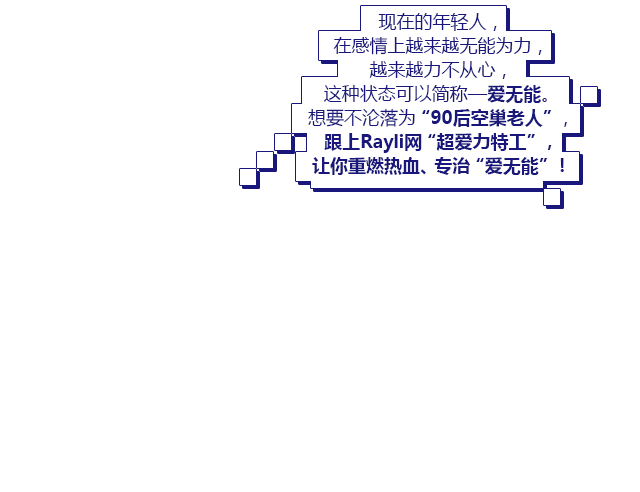 现在的年轻人，
在感情上越来越无能为力，
越来越力不从心，
这种状态可以简称—爱无能。
想要不沦落为“90后空巢老人”，
跟上Rayli网“超爱力特工”，
让你重燃热血、专治“爱无能”！